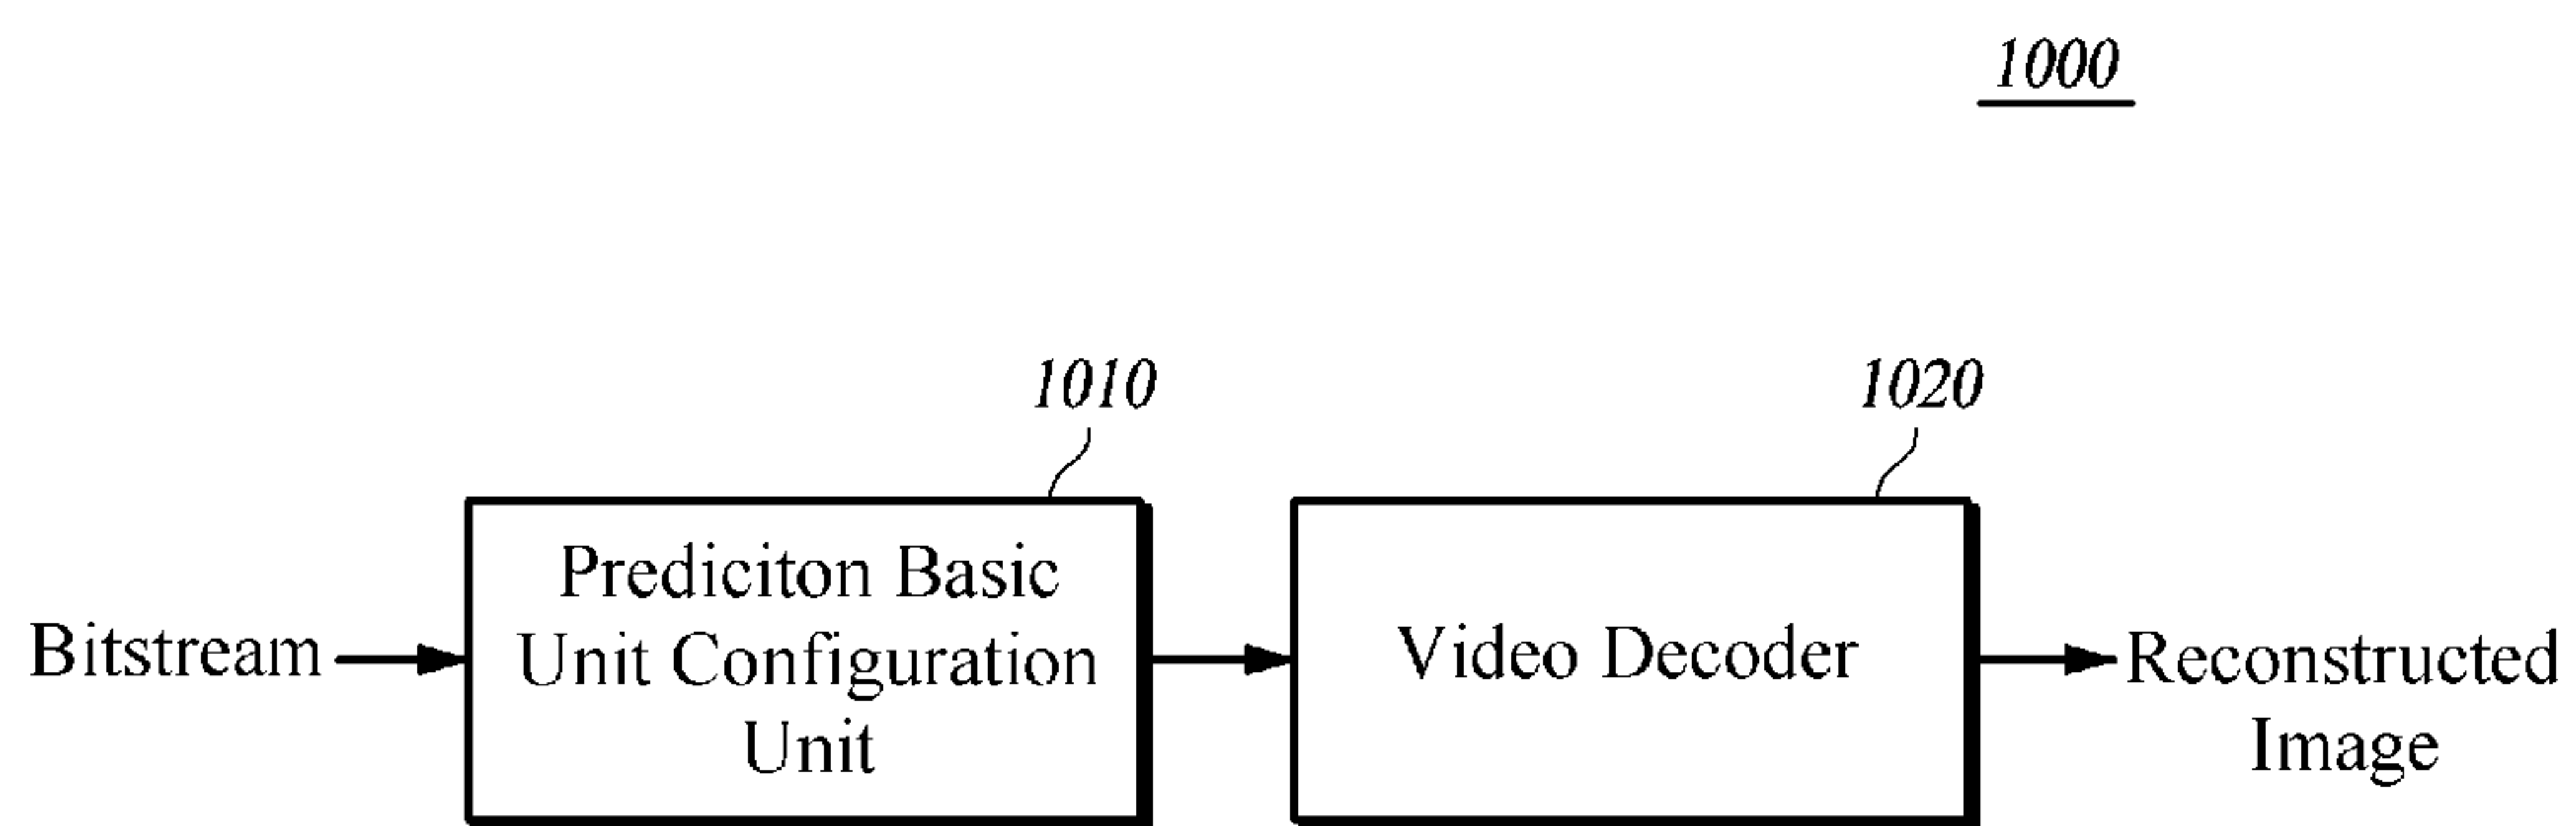 1000
1010
1020
Prediciton Basic
Unit Configuration
Unit
Bitstream
Video Decoder
Reconstructed
Image